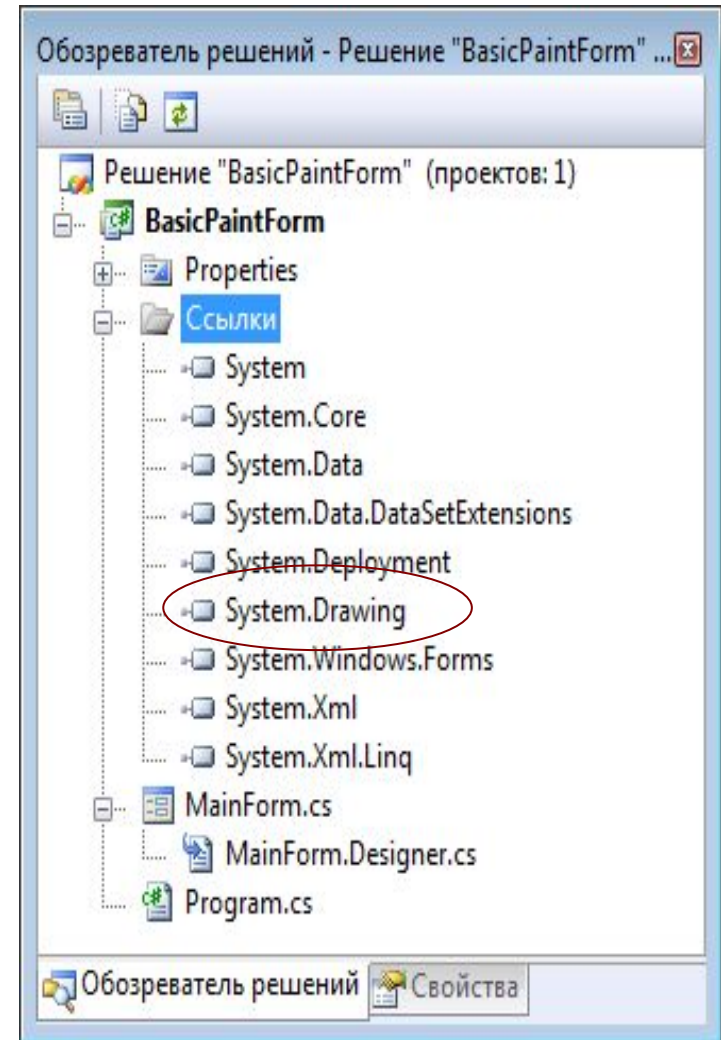 Обозреватель решений - Решение "BasicPaintForm" ...
Решение "BasicPaintForm" (проектов: 1)
BasicPaintForm
Properties
Ссылки
System
System.Core
System.Data
System.Data.DataSetExtensions
System.Deployment
System.Drawing
System.Windows.Forms
System.Xml
System.Xml.Linq
MainForm.cs
MainForm.Designer.cs
Program.cs
Обозреватель решений Свойства